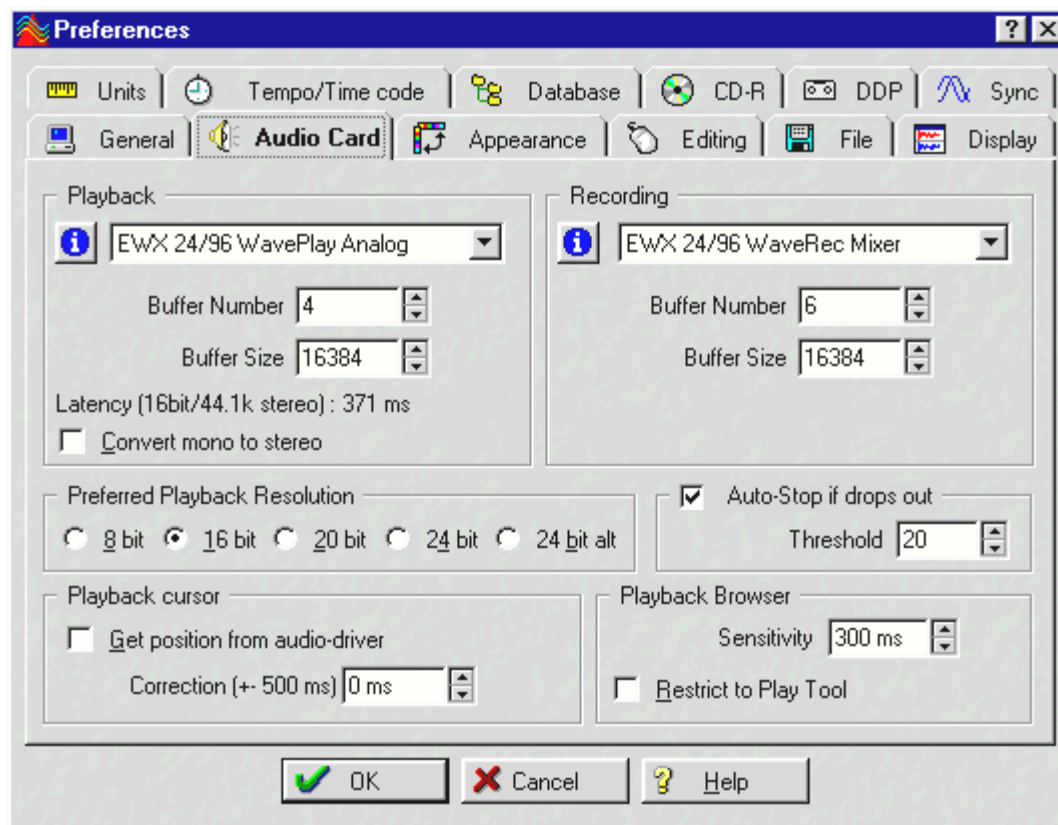 Preferences
Units Tempo/Time code Database CD-R DDP Sync
General Audio Card Appearance Editing File Display
Playback
EWX 24/96 WavePlay Analog
Buffer Number 4
Buffer Size 16384
Latency (16bit/44.1k stereo) : 371 ms
Convert mono to stereo
Recording
EWX 24/96 WaveRec Mixer
Buffer Number 6
Buffer Size 16384
Preferred Playback Resolution
8 bit 16 bit 20 bit 24 bit 24 bit alt
Auto-Stop if drops out
Threshold 20
Playback cursor
Get position from audio-driver
Correction (+- 500 ms) 0 ms
Playback Browser
Sensitivity 300 ms
Restrict to Play Tool
OK Cancel Help